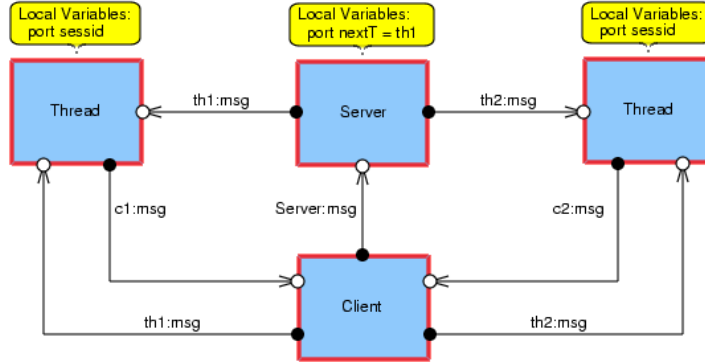 Local Variables:
port sessid
Local Variables:
port nextT = th1
Local Variables:
port sessid
Thread
th1:msg
Server
th2:msg
Thread
c1:msg
Server:msg
c2:msg
Client
th1:msg
th2:msg